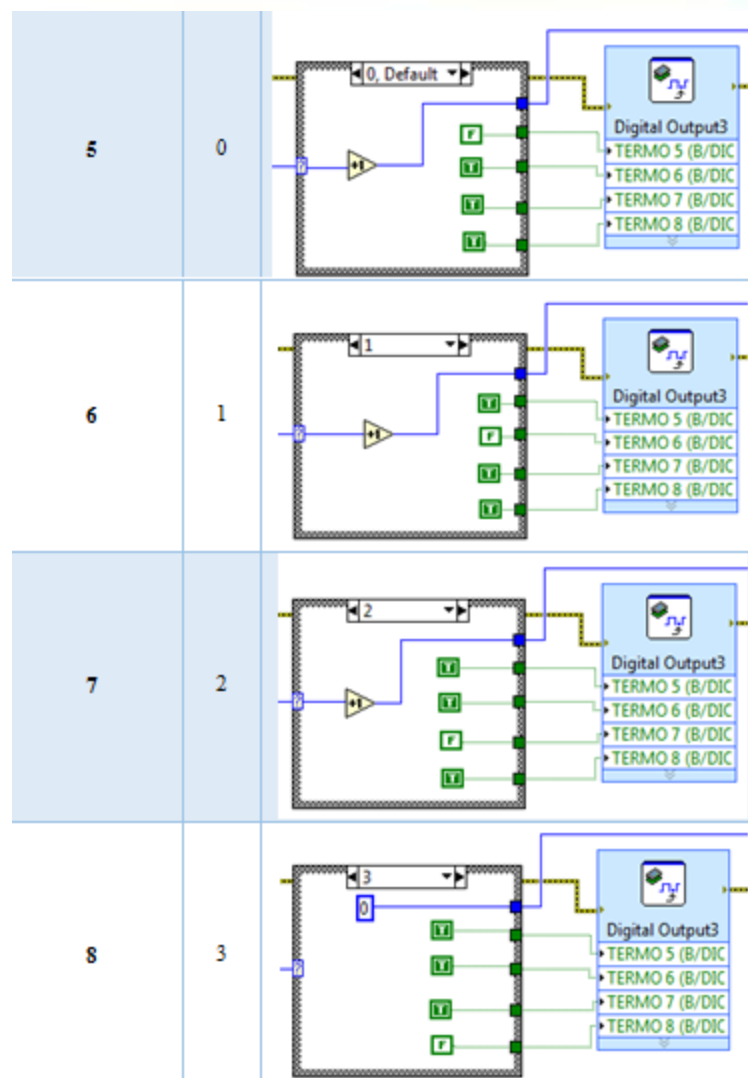 5
0
0, Default
+1
F
T
T
T
?
Digital Output3
TERMO 5 (B/DIC
TERMO 6 (B/DIC
TERMO 7 (B/DIC
TERMO 8 (B/DIC
6
1
1
+1
T
F
T
T
?
Digital Output3
TERMO 5 (B/DIC
TERMO 6 (B/DIC
TERMO 7 (B/DIC
TERMO 8 (B/DIC
7
2
2
+1
T
T
F
T
?
Digital Output3
TERMO 5 (B/DIC
TERMO 6 (B/DIC
TERMO 7 (B/DIC
TERMO 8 (B/DIC
8
3
3
0
T
T
T
F
?
Digital Output3
TERMO 5 (B/DIC
TERMO 6 (B/DIC
TERMO 7 (B/DIC
TERMO 8 (B/DIC